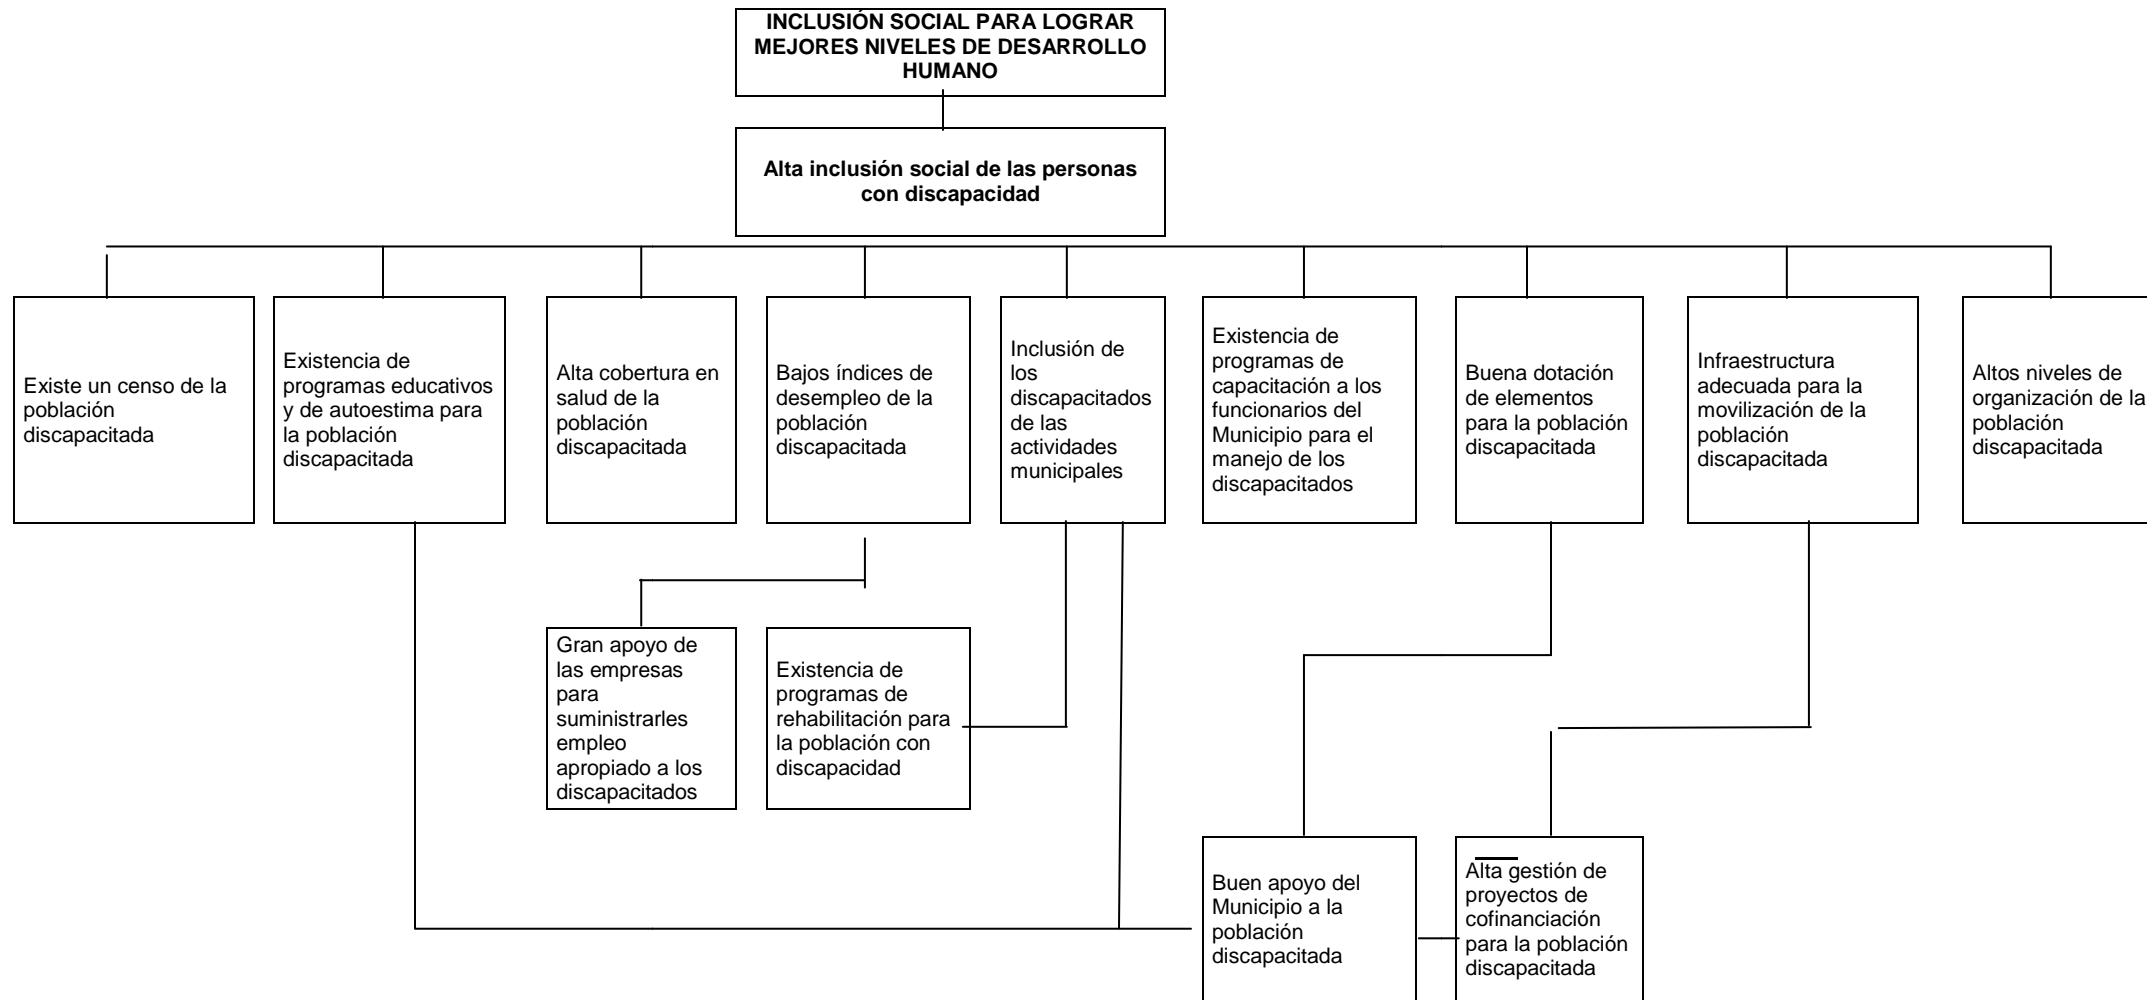 INCLUSIÓN SOCIAL PARA LOGRAR
MEJORES NIVELES DE DESARROLLO
HUMANO
Alta inclusión social de las personas
con discapacidad
Existe un censo de la
población
discapacitada
Existencia de
programas educativos
y de autoestima para
la población
discapacitada
Alta cobertura en
salud de la
población
discapacitada
Bajos índices de
desempleo de la
población
discapacitada
Inclusión de
los
discapacitados
de las
actividades
municipales
Existencia de
programas de
capacitación a los
funcionarios del
Municipio para el
manejo de los
discapacitados
Buena dotación
de elementos
para la población
discapacitada
Infraestructura
adecuada para la
movilización de la
población
discapacitada
Altos niveles de
organización de la
población
discapacitada
Gran apoyo de
las empresas
para
suministrarles
empleo
apropiado a los
discapacitados
Existencia de
programas de
rehabilitación para
la población con
discapacidad
Buen apoyo del
Municipio a la
población
discapacitada
Alta gestión de
proyectos de
cofinanciación
para la población
discapacitada